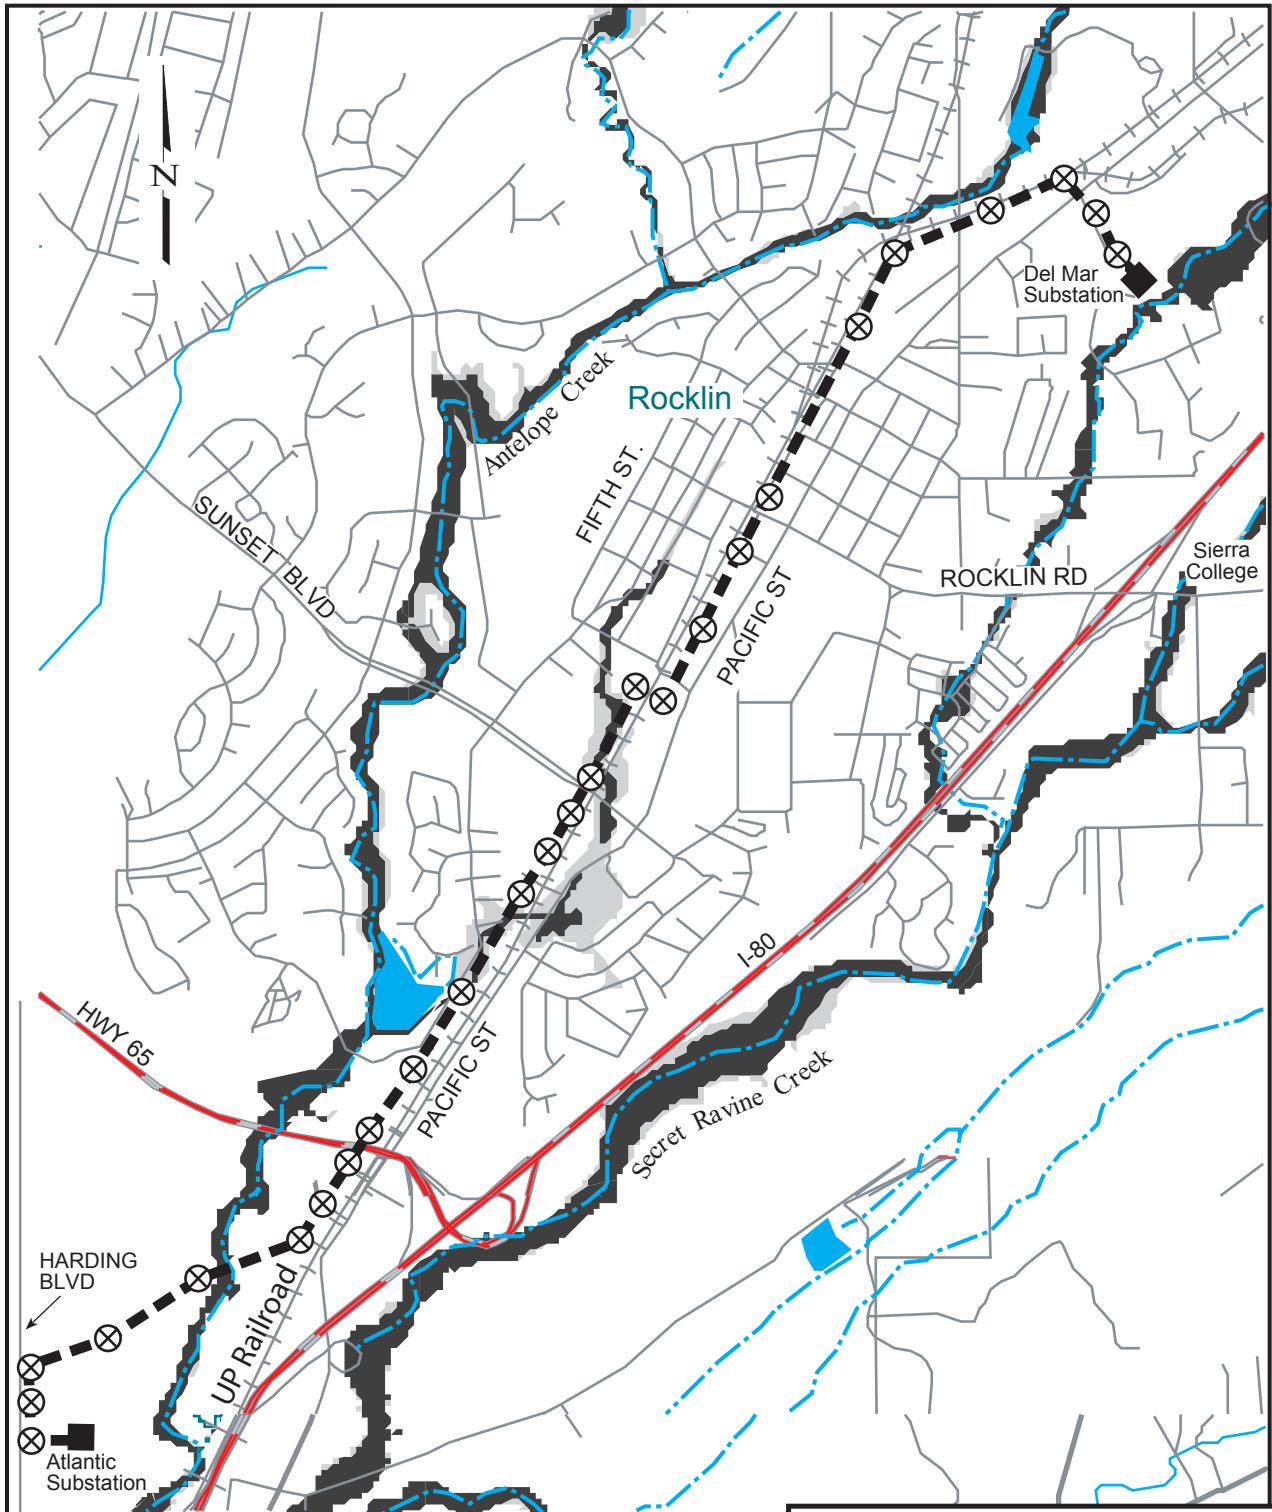 N
Del Mar
Substation
Antelope Creek
Rocklin
FIFTH ST.
SUNSET BLVD
Sierra
College
ROCKLIN RD
PACIFIC ST
I-80
HWY 65
PACIFIC ST
Secret Ravine Creek
HARDING
BLVD
UP Railroad
Atlantic
Substation